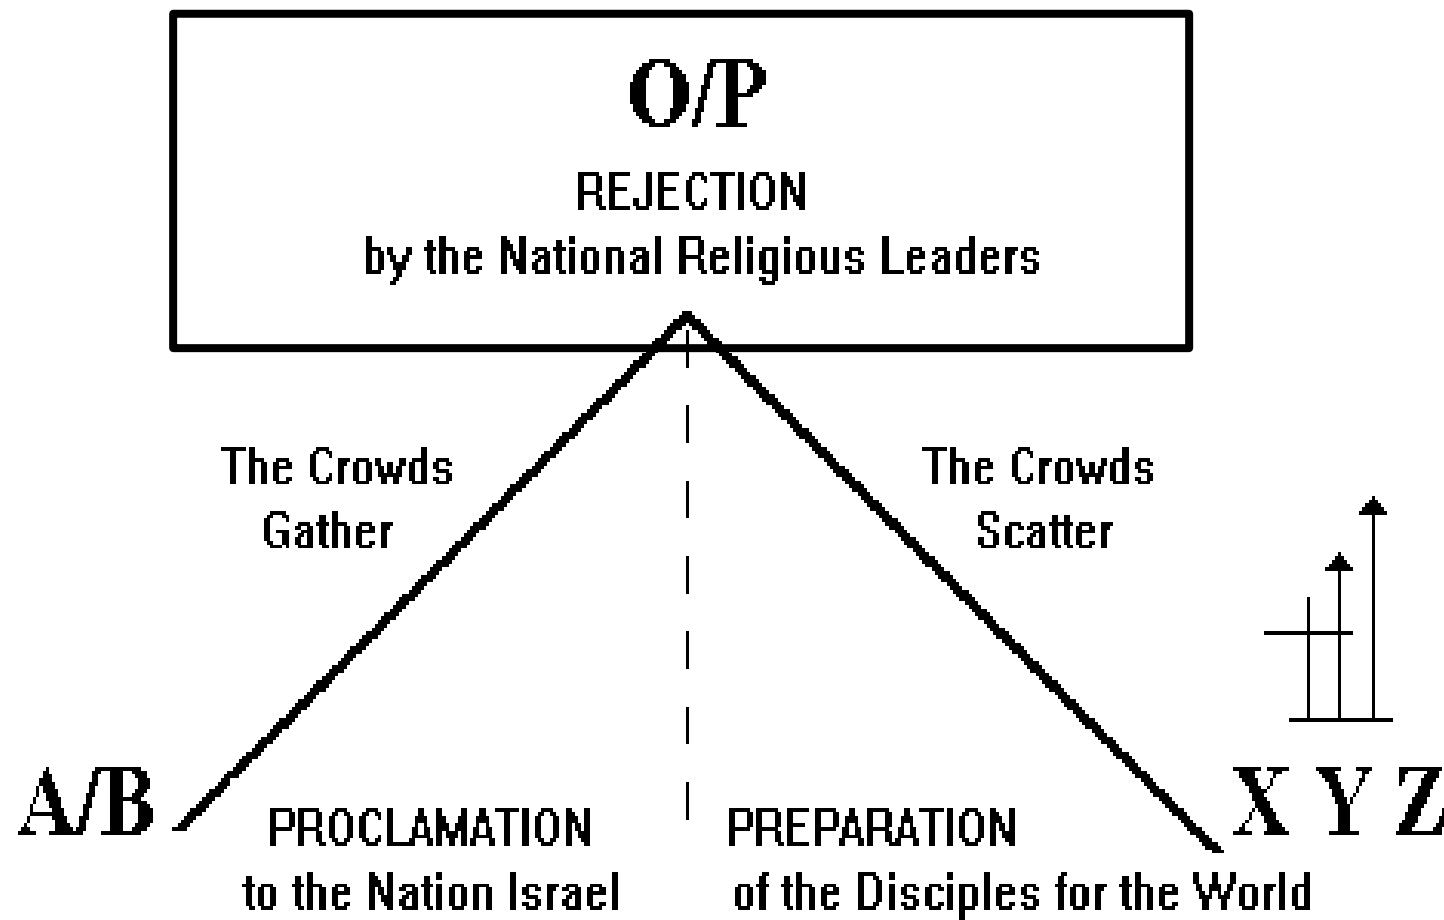 O/P
REJECTION
by the National Religious Leaders
The Crowds
Gather
The Crowds
Scatter
A/B
PROCLAMATION
to the Nation Israel
PREPARATION
of the Disciples for the World
X Y Z